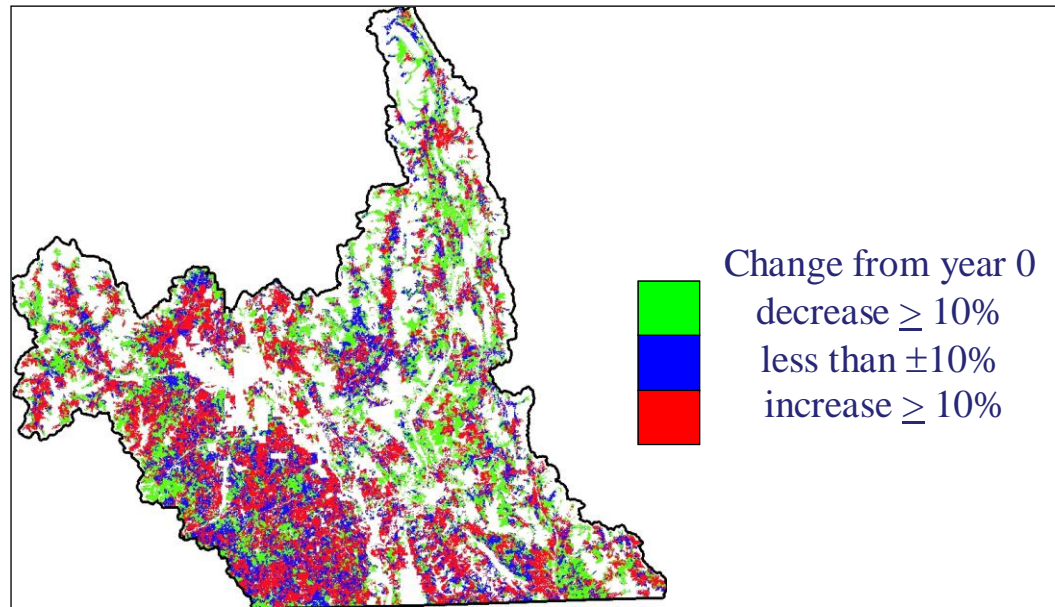 Change from year 0
decrease ≥ 10%
less than ±10%
increase ≥ 10%